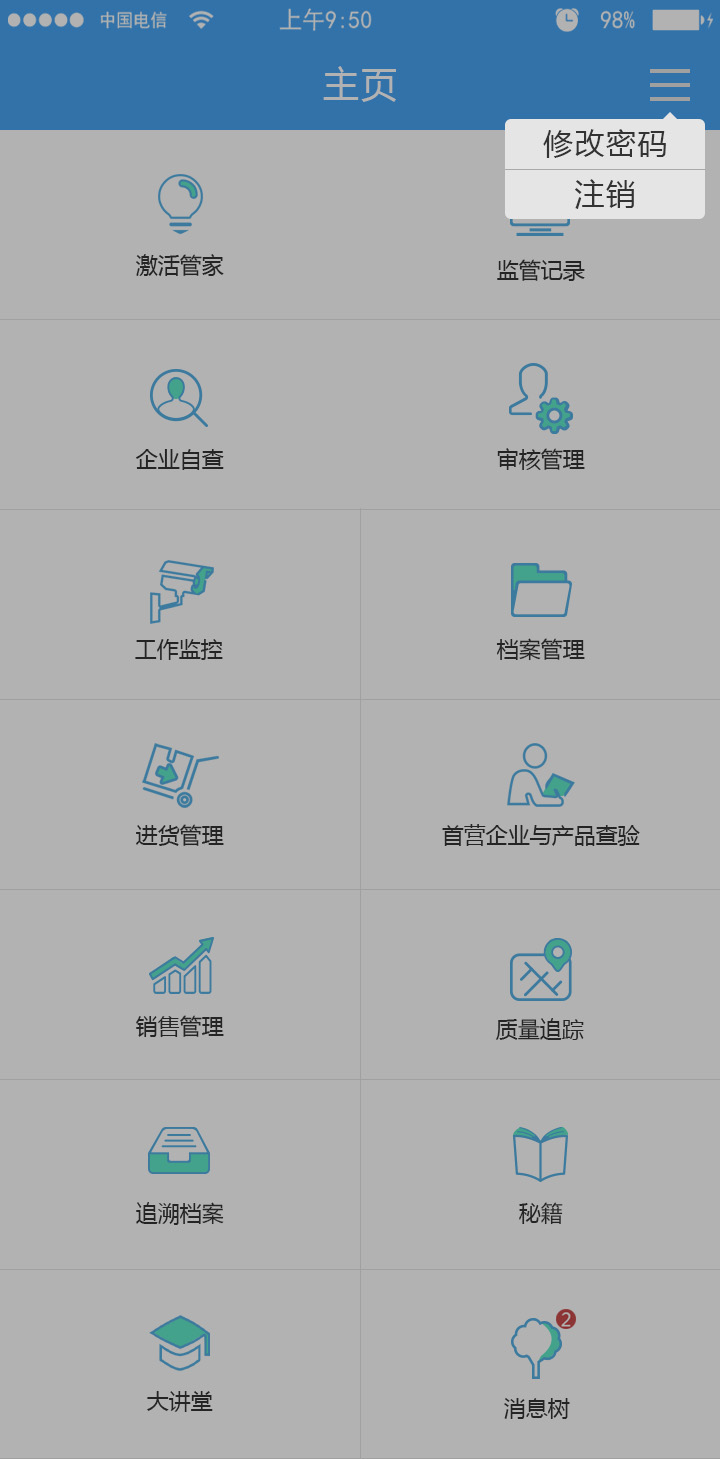 中国电信 上午9:50 98%
主页
修改密码
注销
激活管家 监管记录
企业自查 审核管理
工作监控 档案管理
进货管理 首营企业与产品查验
销售管理 质量追踪
追溯档案 秘籍
2
大讲堂 消息树